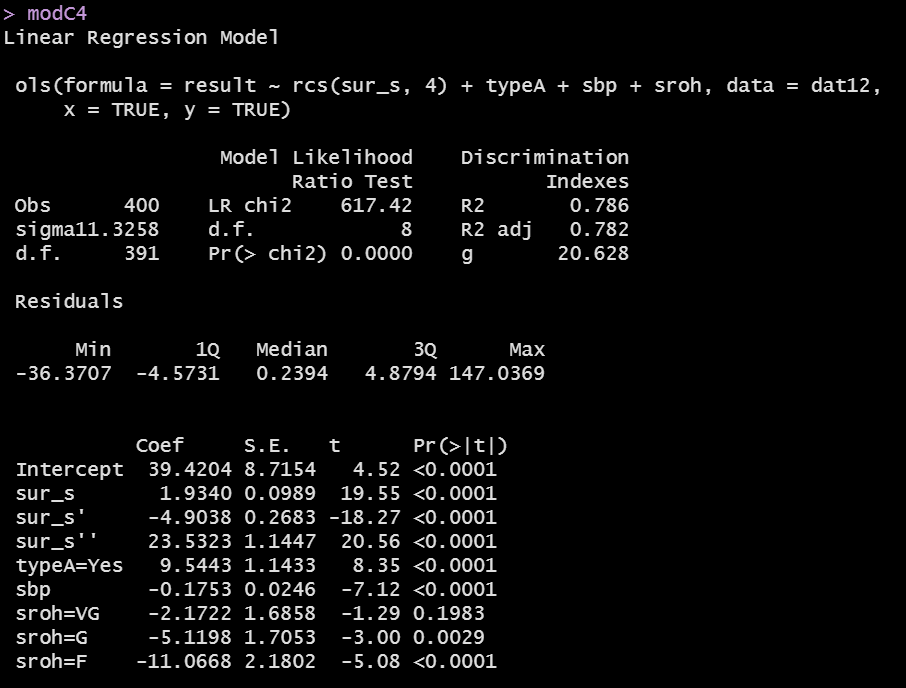 > modC4
Linear Regression Model
ols(formula = result ~ rcs(sur_s, 4) + typeA + sbp + sroh, data = dat12,
x = TRUE, y = TRUE)
Model Likelihood    Discrimination
Ratio Test           Indexes
Obs      400    LR chi2    617.42    R2       0.786
sigma11.3258    d.f.            8    R2 adj   0.782
d.f.     391    Pr(> chi2) 0.0000    g       20.628
Residuals
Min       1Q   Median       3Q      Max
-36.3707  -4.5731   0.2394   4.8794 147.0369
Coef     S.E.   t      Pr(>|t|)
Intercept  39.4204 8.7154   4.52 <0.0001
sur_s       1.9340 0.0989  19.55 <0.0001
sur_s'     -4.9038 0.2683 -18.27 <0.0001
sur_s''    23.5323 1.1447  20.56 <0.0001
typeA=Yes   9.5443 1.1433   8.35 <0.0001
sbp        -0.1753 0.0246  -7.12 <0.0001
sroh=VG    -2.1722 1.6858  -1.29 0.1983
sroh=G     -5.1198 1.7053  -3.00 0.0029
sroh=F    -11.0668 2.1802  -5.08 <0.0001